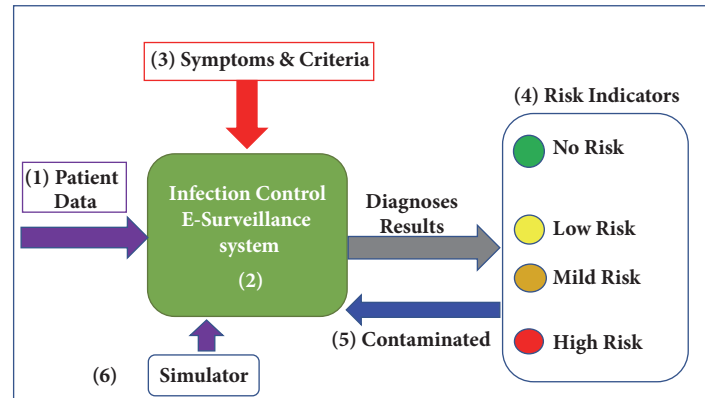 (3) Symptoms & Criteria
(4) Risk Indicators
(1) Patient
Data
Infection Control
E-Surveillance
system
(2)
Diagnoses
Results
No Risk
Low Risk
Mild Risk
High Risk
(5) Contaminated
(6)
Simulator